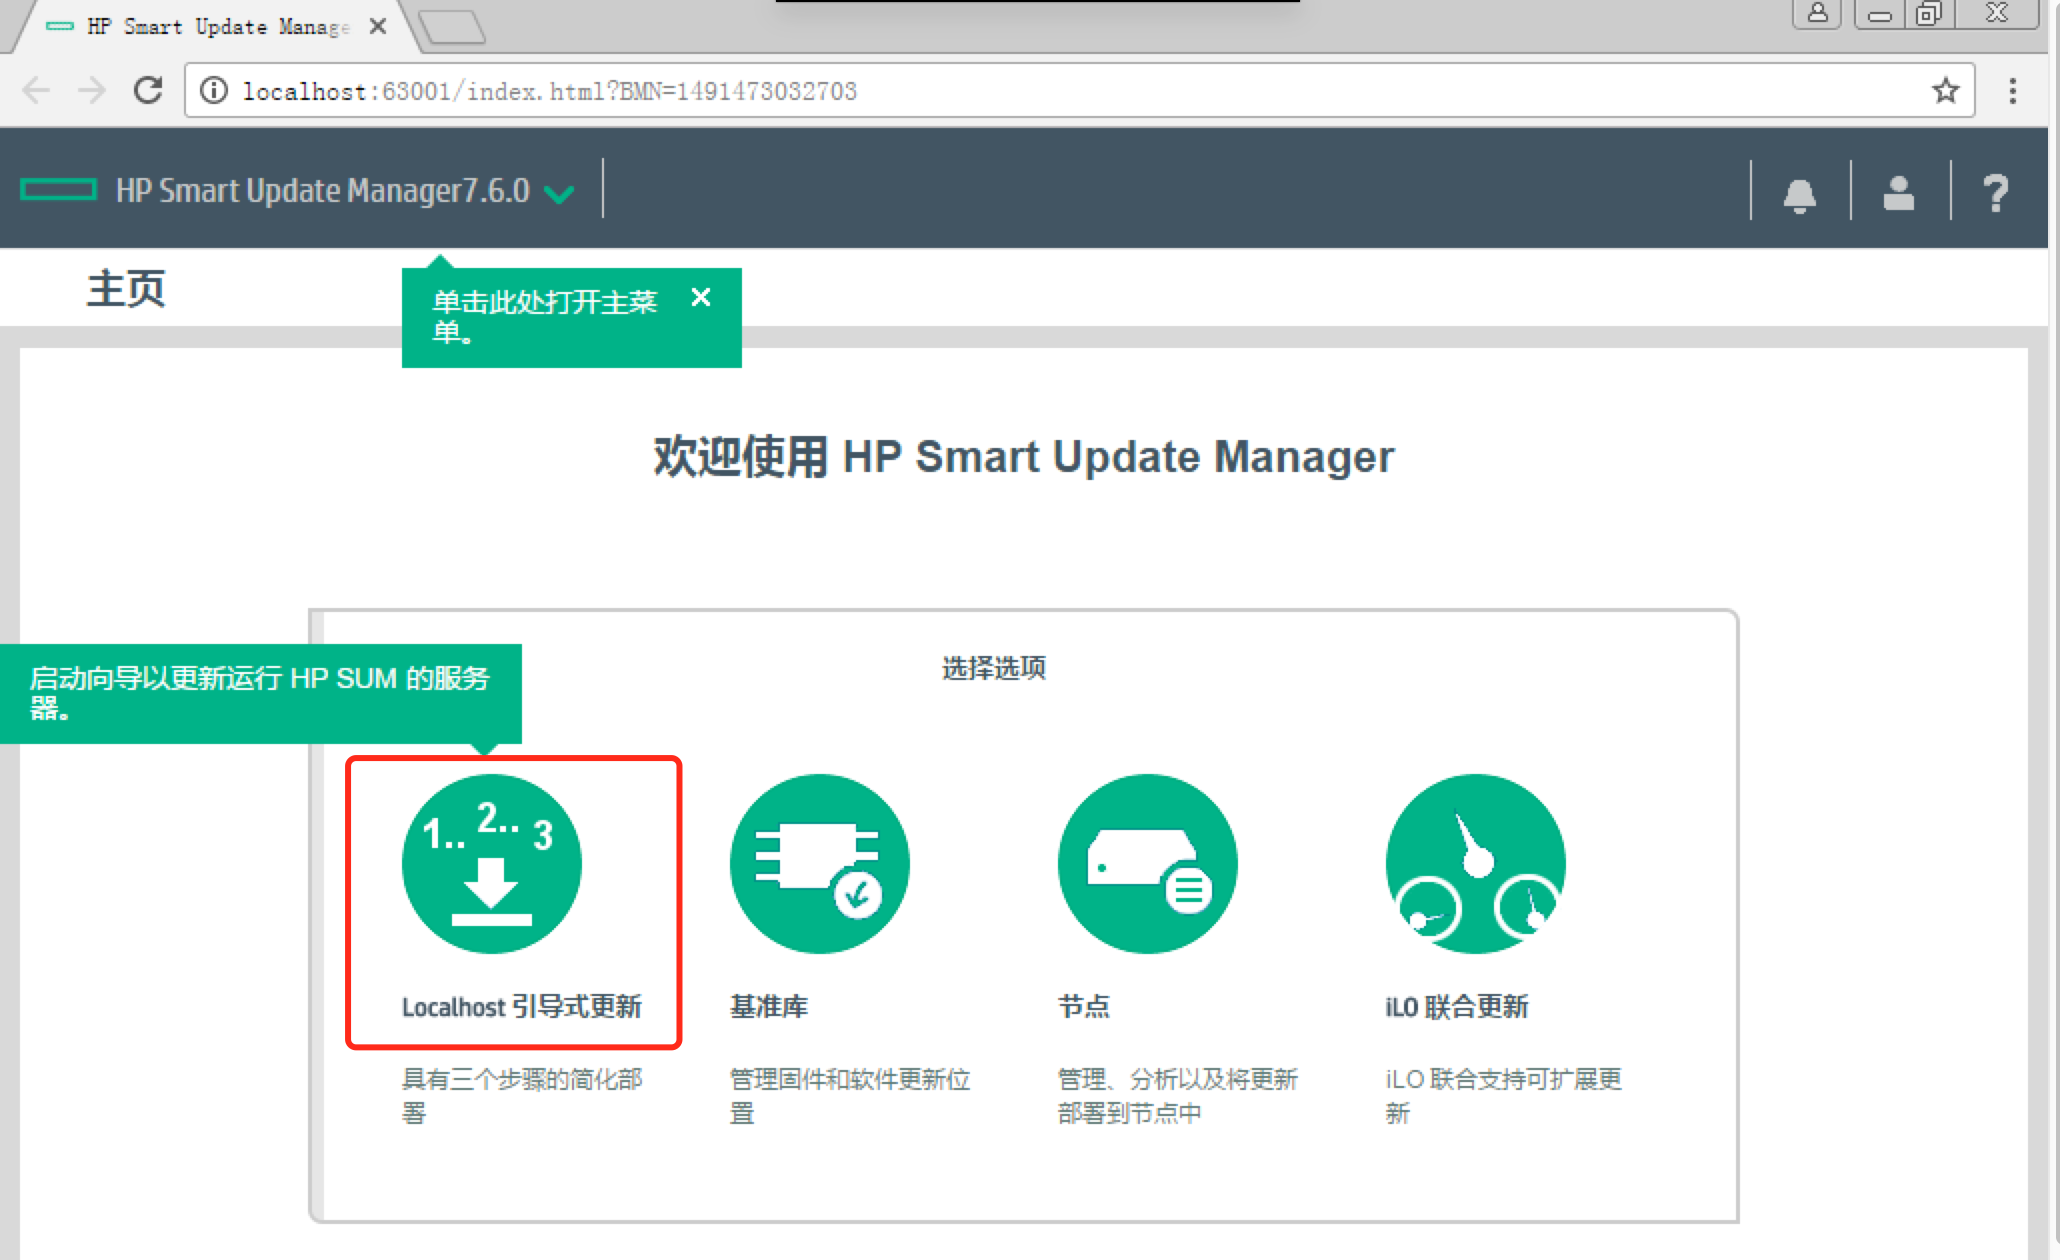 HP Smart Update Manage
localhost:63001/index.html?BMN=1491473032703
HP Smart Update Manager7.6.0
主页
单击此处打开主菜
单。
欢迎使用 HP Smart Update Manager
选择选项
启动向导以更新运行 HP SUM 的服务
器。
1.. 2.. 3
Localhost 引导式更新
基准库
节点
iLO 联合更新
具有三个步骤的简化部
署
管理固件和软件更新位
置
管理、分析以及将更新
部署到节点中
iLO 联合支持可扩展更
新